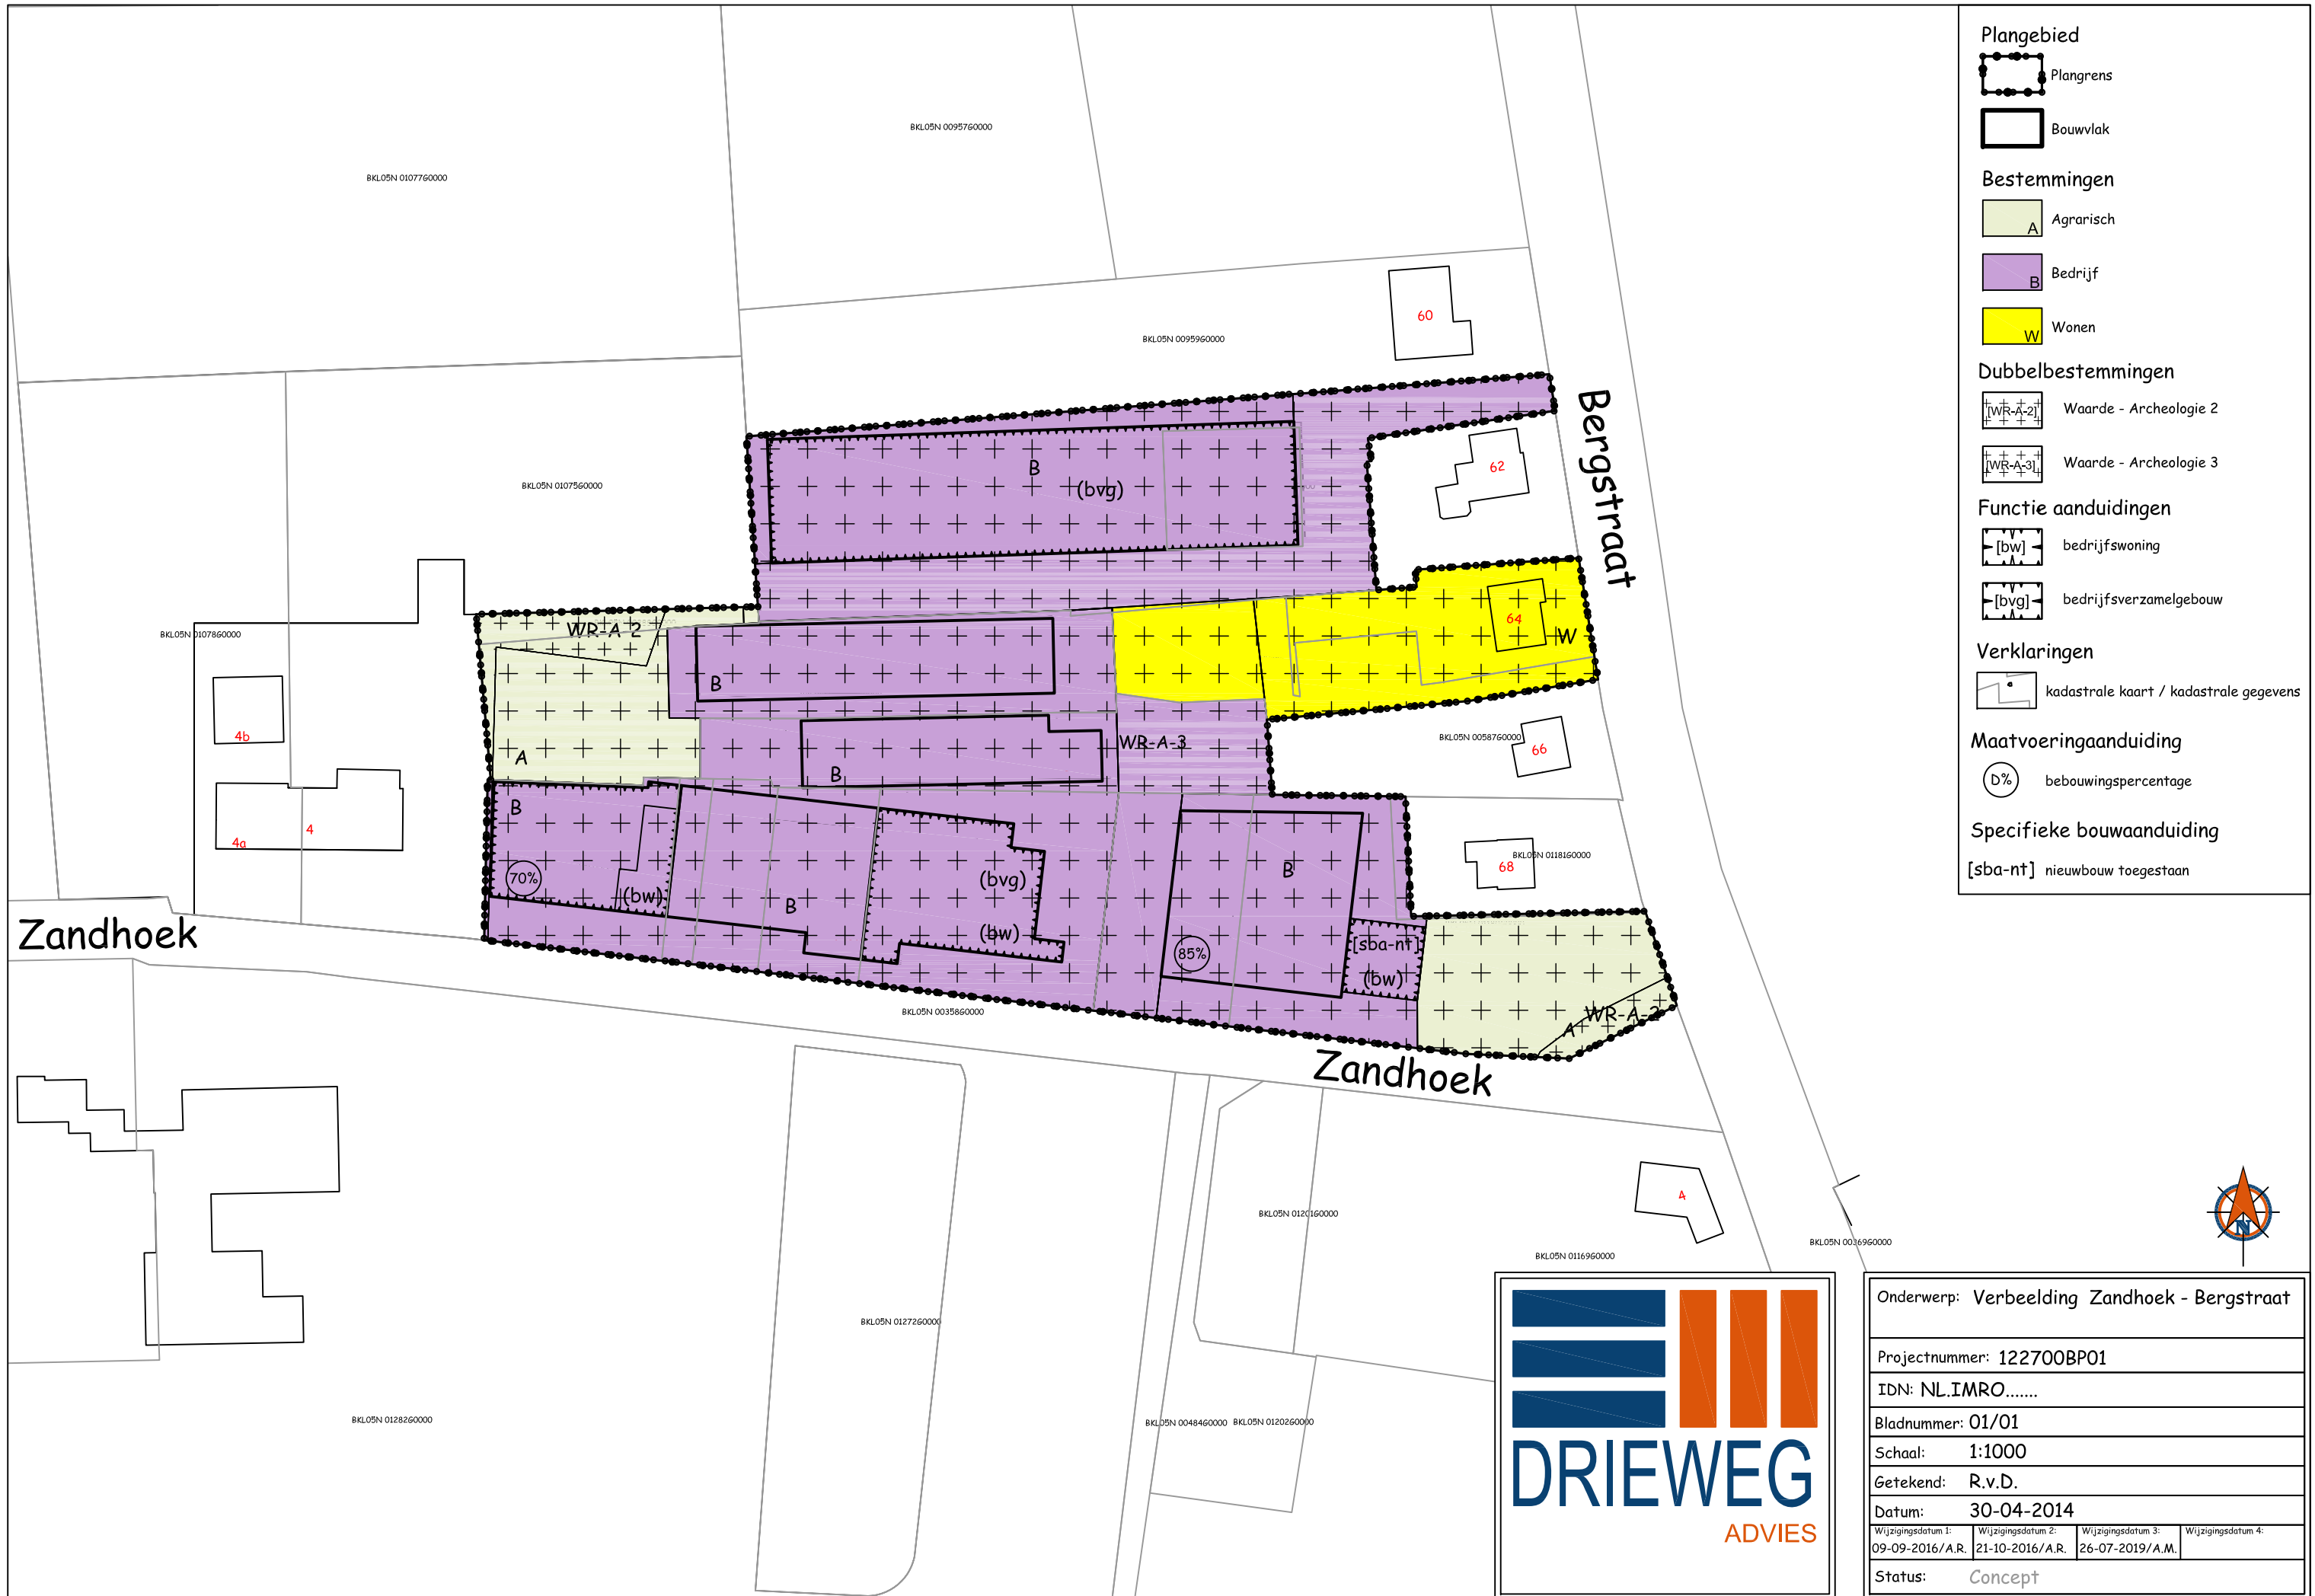 BKL05N 00957G0000
BKL05N 01077G0000
60
BKL05N 00959G0000
Bergstraat
62
B
(bvg)
BKL05N 01075G0000
64
W
WR-A-2
BKL05N 01078G0000
B
4b
A
WR-A-3
BKL05N 00587G0000
66
B
4
4a
B
70%
(bw)
B
(bvg)
(bw)
B
85%
[sba-nt]
(bw)
68
BKL05N 01181G0000
Zandhoek
A
WR-A-2
BKL05N 00358G0000
Zandhoek
4
BKL05N 01201G0000
BKL05N 01169G0000
BKL05N 00369G0000
BKL05N 01272G0000
BKL05N 01282G0000
BKL05N 00484G0000
BKL05N 01202G0000
Plangebied
Plangrens
Bouwvlak
Bestemmingen
A Agrarisch
B Bedrijf
W Wonen
Dubbelbestemmingen
[WR-A-2] Waarde - Archeologie 2
[WR-A-3] Waarde - Archeologie 3
Functie aanduidingen
[bw] bedrijfswoning
[bvg] bedrijfsverzamelgebouw
Verklaringen
kadastrale kaart / kadastrale gegevens
Maatvoeringaanduiding
D% bebouwingspercentage
Specifieke bouwaanduiding
[sba-nt] nieuwbouw toegestaan
N
DRIEWEG
ADVIES
Onderwerp: Verbeelding Zandhoek - Bergstraat
Projectnummer: 122700BP01
IDN: NL.IMRO.......
Bladnummer: 01/01
Schaal: 1:1000
Getekend: R.v.D.
Datum: 30-04-2014
Wijzigingsdatum 1: Wijzigingsdatum 2: Wijzigingsdatum 3: Wijzigingsdatum 4:
09-09-2016/A.R. 21-10-2016/A.R. 26-07-2019/A.M.
Status: Concept